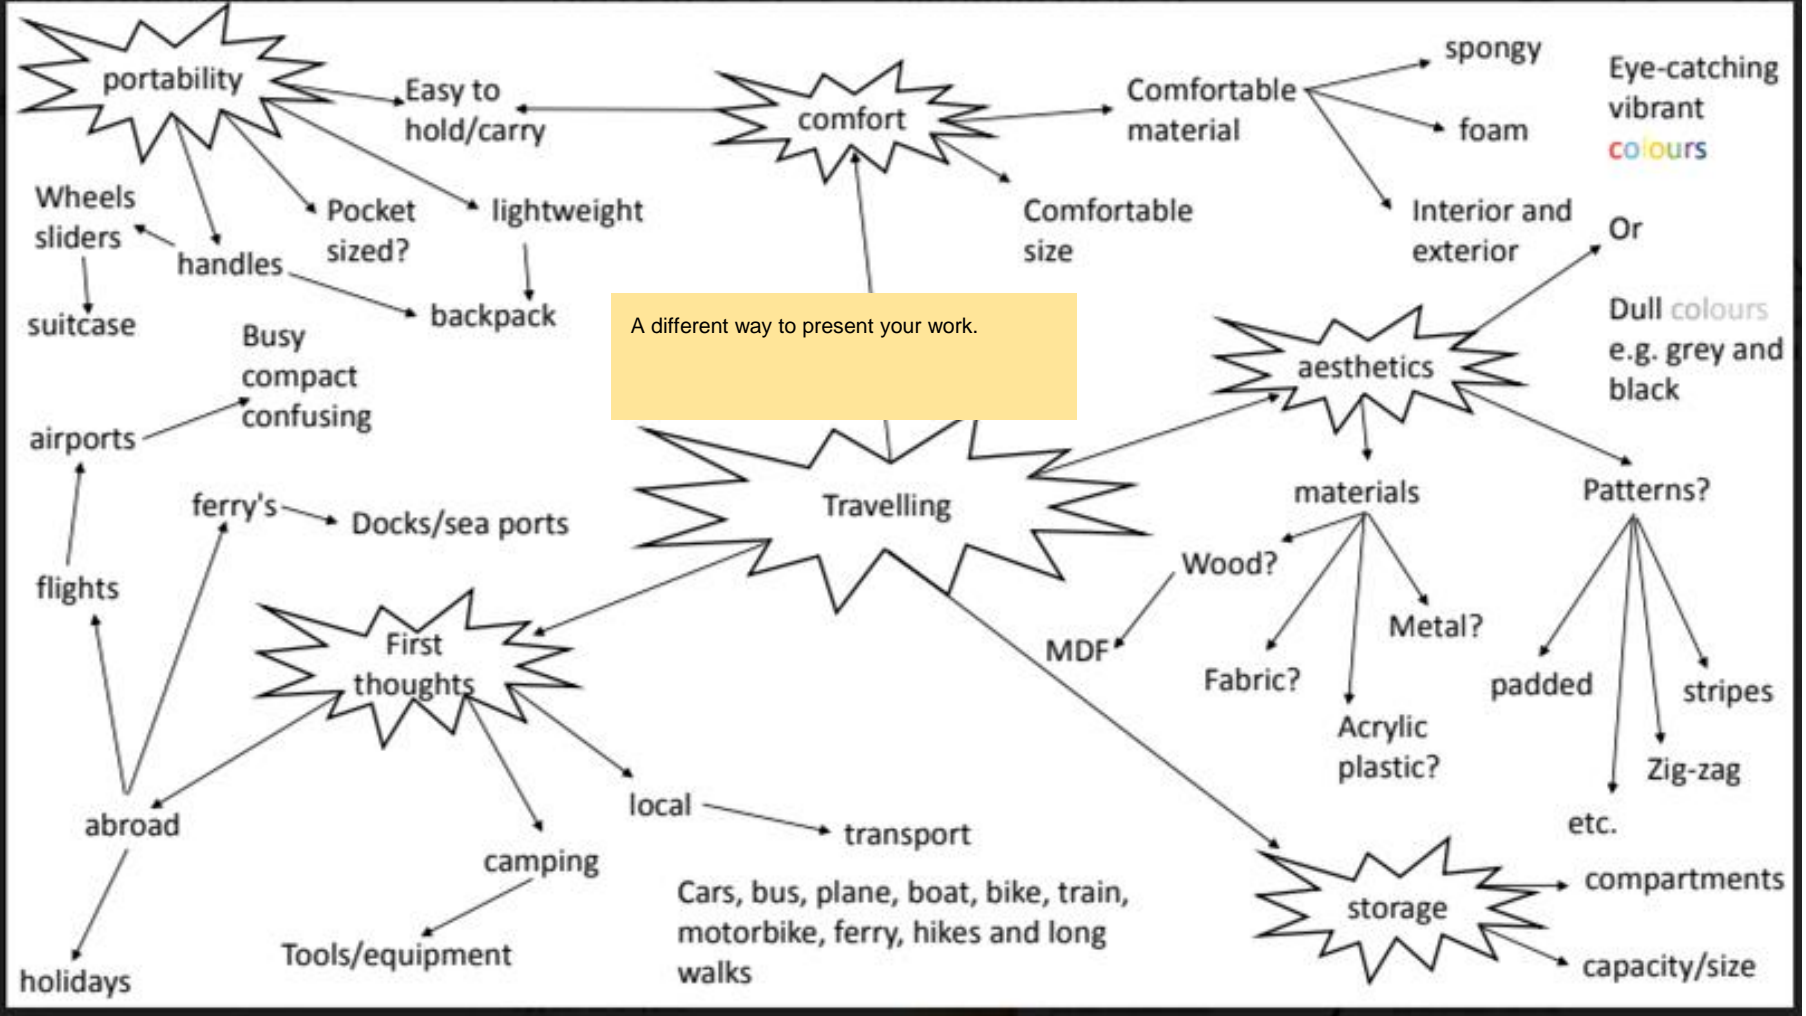 portability
Easy to
hold/carry
Wheels
sliders
handles
Pocket
sized?
lightweight
suitcase
backpack
comfort
Comfortable
material
spongy
foam
Interior and
exterior
Comfortable
size
Eye-catching
vibrant
colours
Or
Dull colours
e.g. grey and
black
A different way to present your work.
aesthetics
materials
Patterns?
Wood?
MDF
Fabric?
Acrylic
plastic?
Metal?
padded
etc.
Zig-zag
stripes
Travelling
Busy
compact
confusing
airports
ferry's
Docks/sea ports
flights
First
thoughts
abroad
holidays
camping
Tools/equipment
local
transport
Cars, bus, plane, boat, bike, train,
motorbike, ferry, hikes and long
walks
storage
compartments
capacity/size